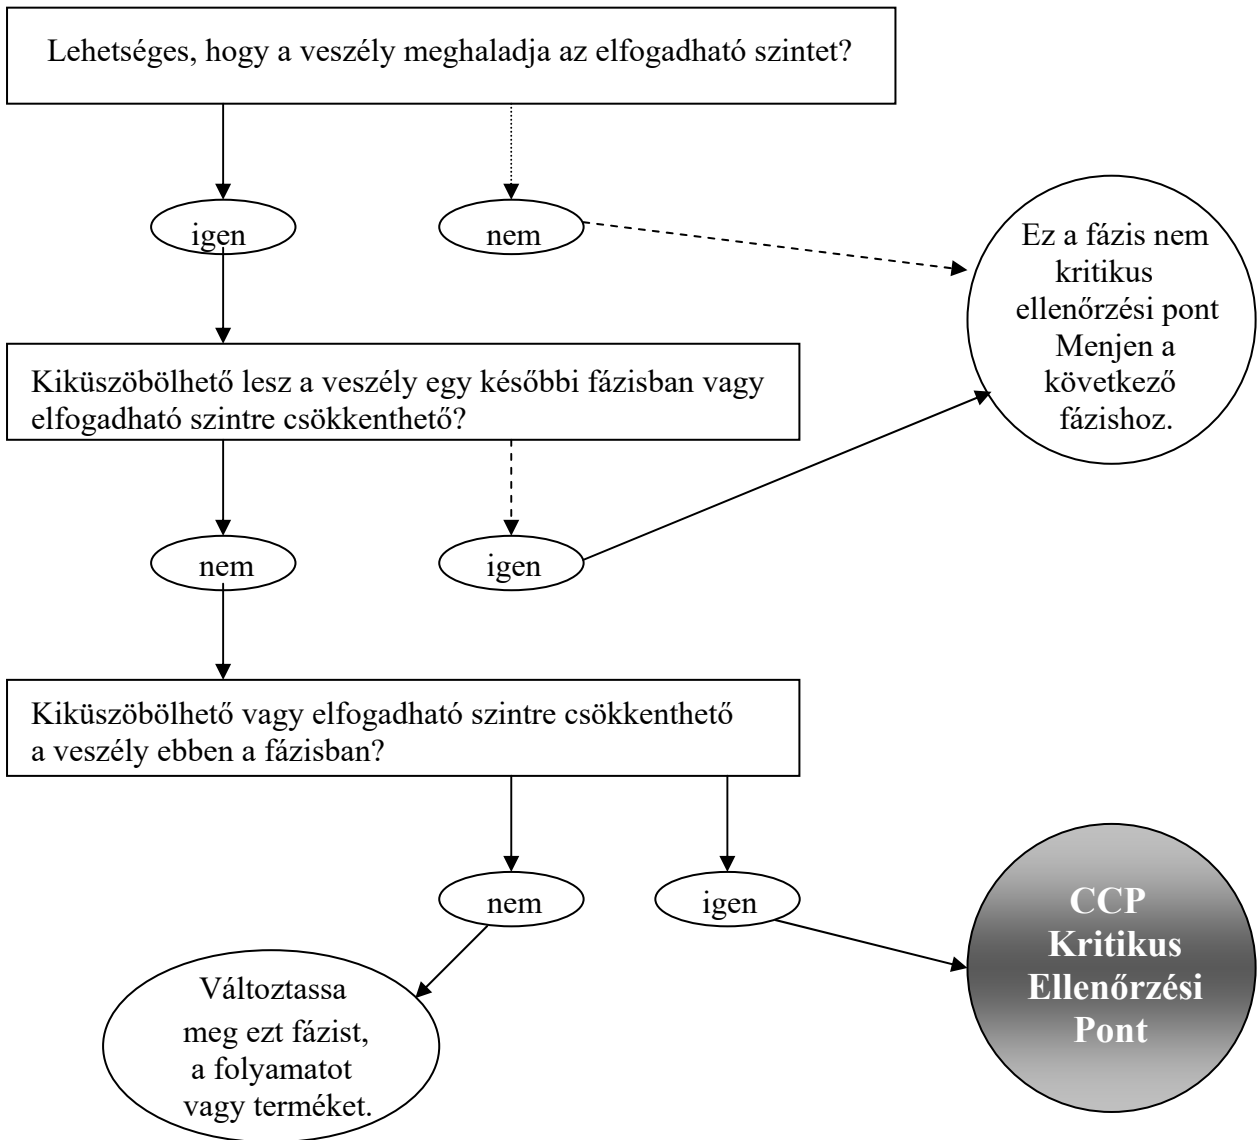 Lehetséges, hogy a veszély meghaladja az elfogadható szintet?
igen
nem
Ez a fázis nem
kritikus
ellenőrzési pont
Menjen a
következő
fázishoz.
Kiküszöbölhető lesz a veszély egy későbbi fázisban vagy
elfogadható szintre csökkenthető?
nem
igen
Kiküszöbölhető vagy elfogadható szintre csökkenthető
a veszély ebben a fázisban?
nem
igen
CCP
Kritikus
Ellenőrzési
Pont
Változtassa
meg ezt fázist,
a folyamatot
vagy terméket.